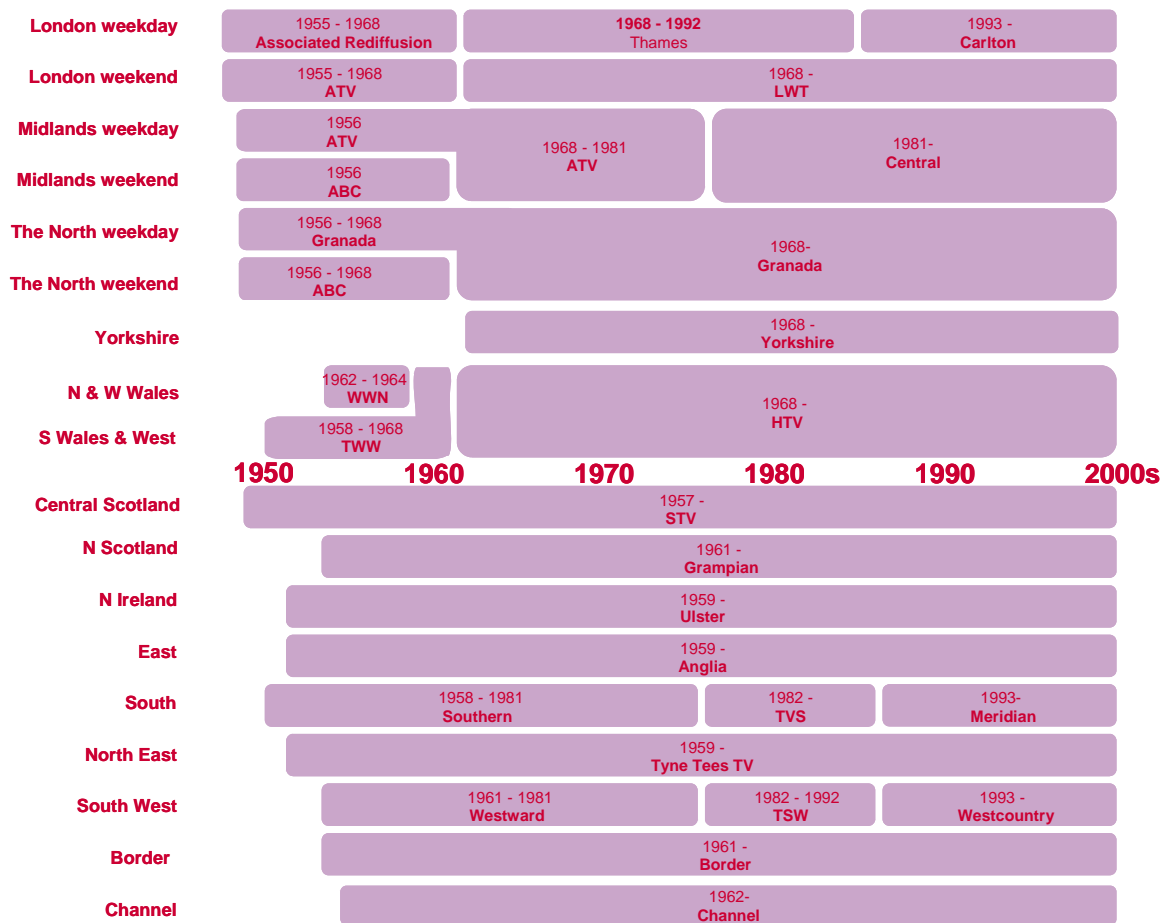 London weekday
1955 - 1968
Associated Rediffusion
1968 - 1992
Thames
1993 -
Carlton
London weekend
1955 - 1968
ATV
1968 -
LWT
Midlands weekday
1956
ATV
1968 - 1981
ATV
1981-
Central
Midlands weekend
1956
ABC
The North weekday
1956 - 1968
Granada
1968-
Granada
The North weekend
1956 - 1968
ABC
Yorkshire
1968 -
Yorkshire
N & W Wales
1962 - 1964
WWN
1968 -
HTV
S Wales & West
1958 - 1968
TWW
1950 1960 1970 1980 1990 2000s
Central Scotland
1957 -
STV
N Scotland
1961 -
Grampian
N Ireland
1959 -
Ulster
East
1959 -
Anglia
South
1958 - 1981
Southern
1982 -
TVS
1993-
Meridian
North East
1959 -
Tyne Tees TV
South West
1961 - 1981
Westward
1982 - 1992
TSW
1993 -
Westcountry
Border
1961 -
Border
Channel
1962-
Channel